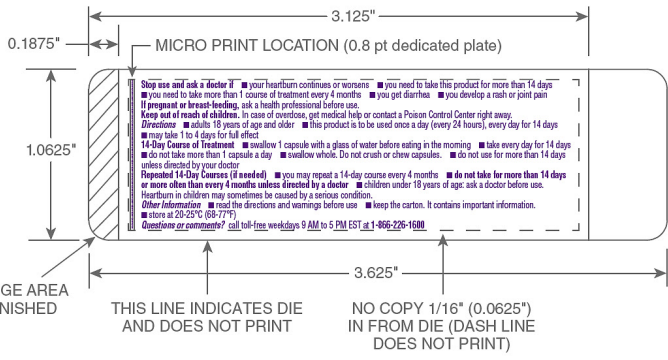 3.125"
0.1875"
MICRO PRINT LOCATION (0.8 pt dedicated plate)
1.0625"
Stop use and ask a doctor if ■ your heartburn continues or worsens ■ you need to take this product for more than 14 days
■ you need to take more than 1 course of treatment every 4 months ■ you get diarrhea ■ you develop a rash or joint pain
If pregnant or breast-feeding, ask a health professional before use.
Keep out of reach of children. In case of overdose, get medical help or contact a Poison Control Center right away.
Directions ■ adults 18 years of age and older ■ this product is to be used once a day (every 24 hours), every day for 14 days
■ may take 1 to 4 days for full effect
14-Day Course of Treatment ■ swallow 1 capsule with a glass of water before eating in the morning ■ take every day for 14 days
■ do not take more than 1 capsule a day ■ swallow whole. Do not crush or chew capsules. ■ do not use for more than 14 days
unless directed by your doctor
Repeated 14-Day Courses (if needed) ■ you may repeat a 14-day course every 4 months ■ do not take for more than 14 days
or more often than every 4 months unless directed by a doctor ■ children under 18 years of age: ask a doctor before use.
Heartburn in children may sometimes be caused by a serious condition.
Other Information ■ read the directions and warnings before use ■ keep the carton. It contains important information.
■ store at 20-25°C (68-77°F)
Questions or comments? call toll-free weekdays 9 AM to 5 PM EST at 1-866-226-1600
3.625"
GE AREA
NISHED
THIS LINE INDICATES DIE
AND DOES NOT PRINT
NO COPY 1/16" (0.0625")
IN FROM DIE (DASH LINE
DOES NOT PRINT)